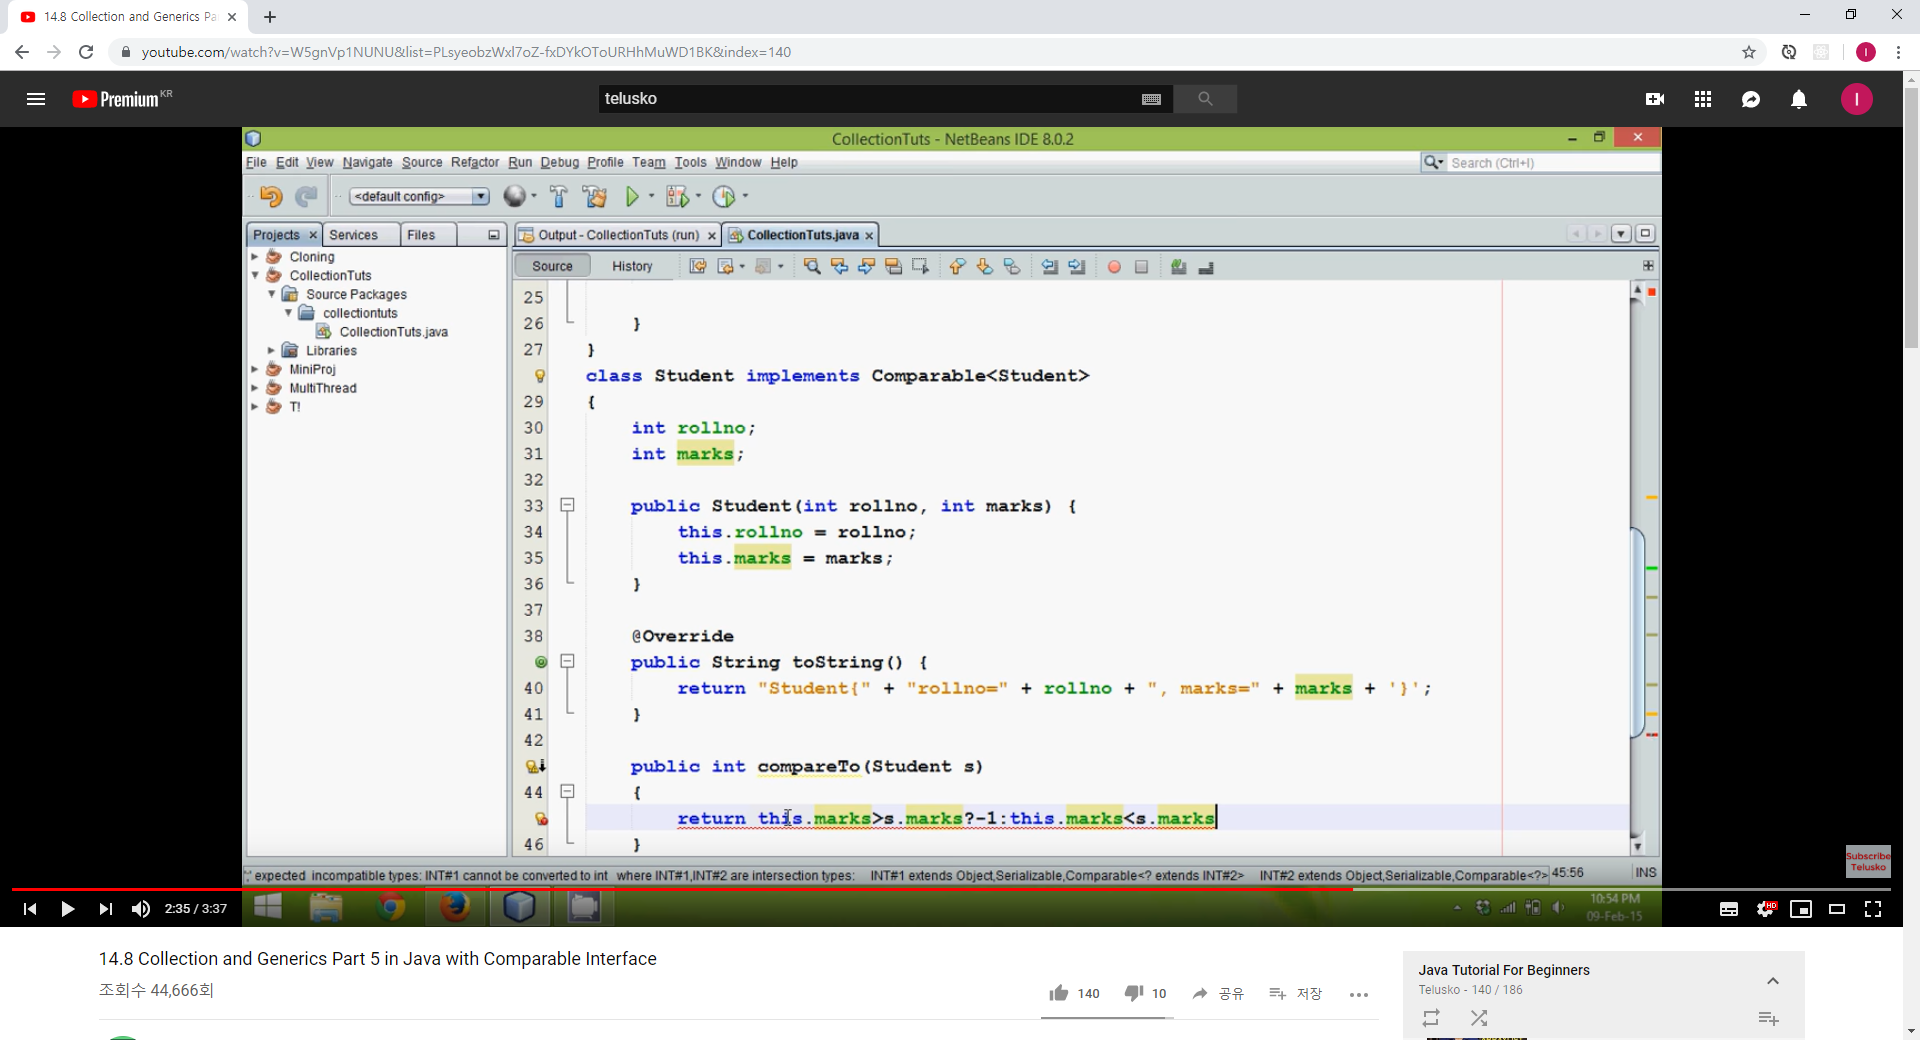 14.8 Collection and Generics Pa
youtube.com/watch?v=W5gnVp1NUNU&list=PLsyeobzWxl7oZ-fxDYkOToURHhMuWD1BK&index=140
Premium KR
telusko
CollectionTuts - NetBeans IDE 8.0.2
File Edit View Navigate Source Refactor Run Debug Profile Team Tools Window Help
Search (Ctrl+I)
<default config>
Projects Services Files
Output - CollectionTuts (run) CollectionTuts.java
Source History
Cloning
CollectionTuts
Source Packages
collectiontuts
CollectionTuts.java
Libraries
MiniProj
MultiThread
T!
25
26 }
27 }
class Student implements Comparable<Student>
29 {
30 int rollno;
31 int marks;
32
33 public Student(int rollno, int marks) {
34 this.rollno = rollno;
35 this.marks = marks;
36 }
37
38 @Override
public String toString() {
40 return "Student{" + "rollno=" + rollno + ", marks=" + marks + '}';
41 }
42
public int compareTo(Student s)
44 {
return this.marks>s.marks?-1:this.marks<s.marks
46 }
';' expected incompatible types: INT#1 cannot be converted to int where INT#1,INT#2 are intersection types: INT#1 extends Object,Serializable,Comparable<? extends INT#2> INT#2 extends Object,Serializable,Comparable<?> 45:56 INS
Subscribe
Telusko
2:35 / 3:37
10:54 PM
09-Feb-15
HD
14.8 Collection and Generics Part 5 in Java with Comparable Interface
조회수 44,666회
140 10 공유 저장
Java Tutorial For Beginners
Telusko - 140 / 186